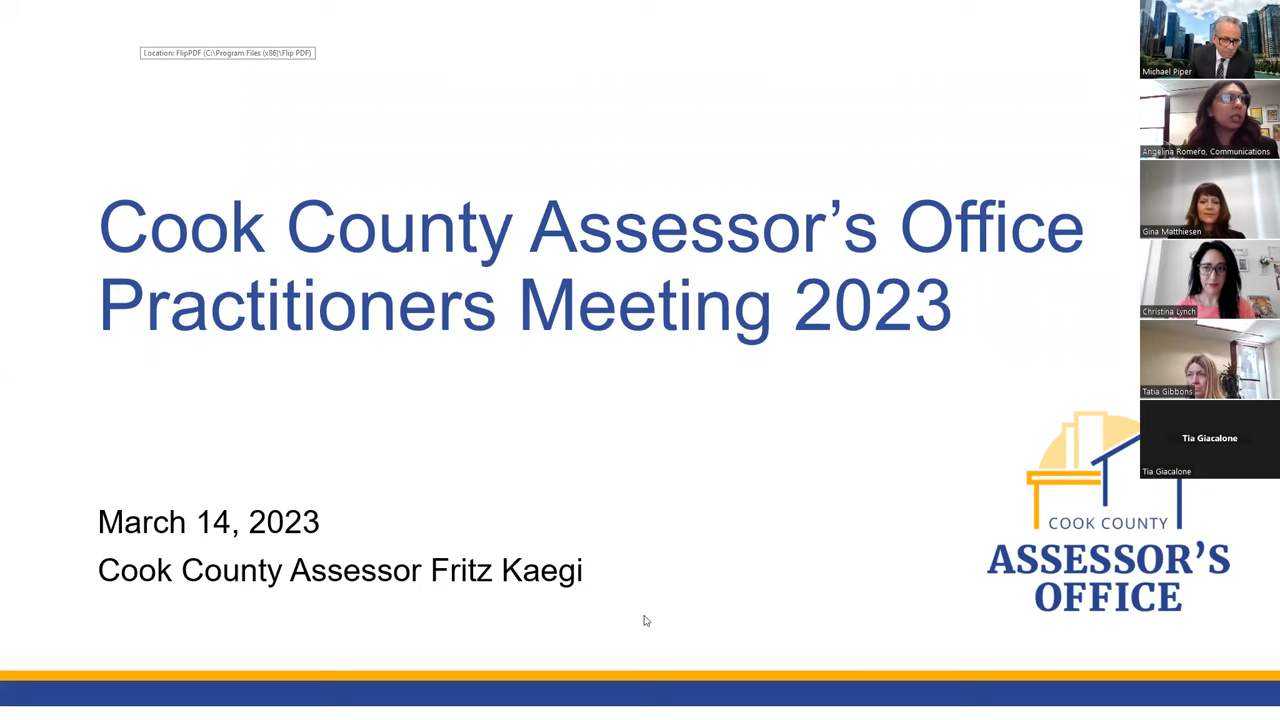 Location: FlipPDF (C:\Program Files (x86)\Flip PDF)
Cook County Assessor's Office
Practitioners Meeting 2023
March 14, 2023
Cook County Assessor Fritz Kaegi
COOK COUNTY
ASSESSOR'S
OFFICE
Michael Piper
Angelina Romero, Communications
Gina Matthiesen
Christina Lynch
Tatia Gibbons
Tia Giacalone
Tia Giacalone